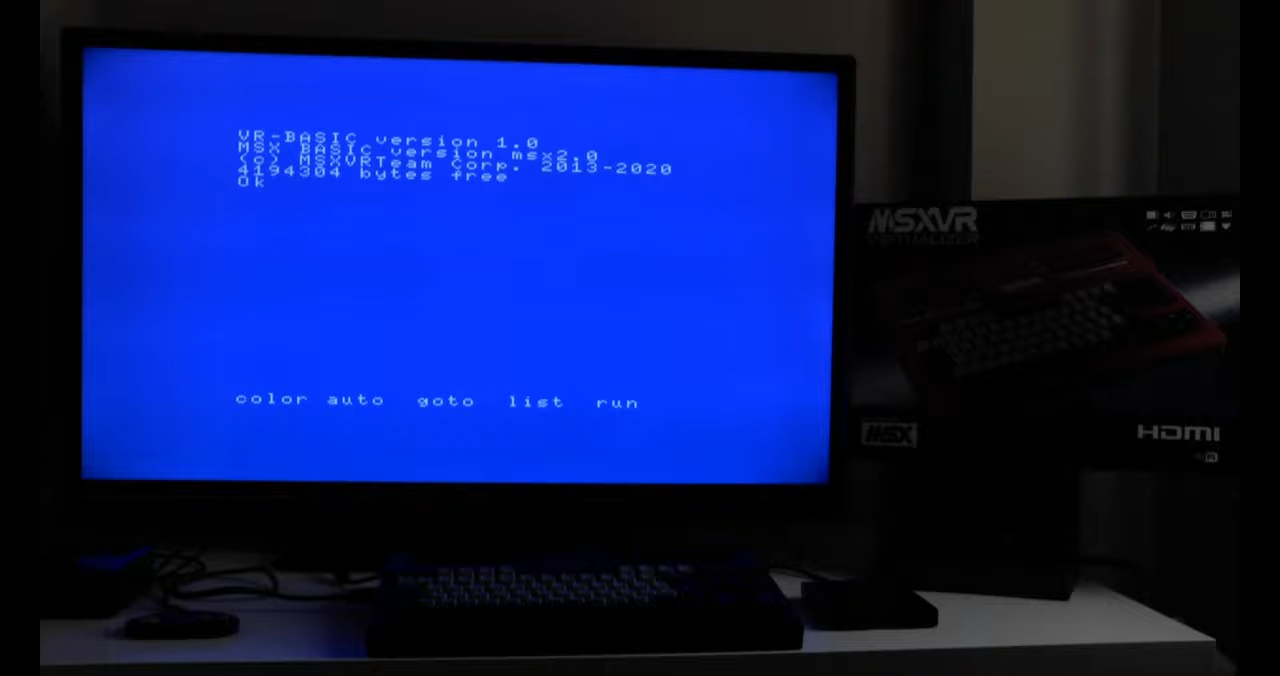 VR-BASIC version 1.0
MSX BASIC version msx2.0
<c> MSXVRTeam Corp. 2013-2020
4194304 bytes free
Ok
color auto goto list run
MSXVR
VIRTUALIZER
MSX
HDMI